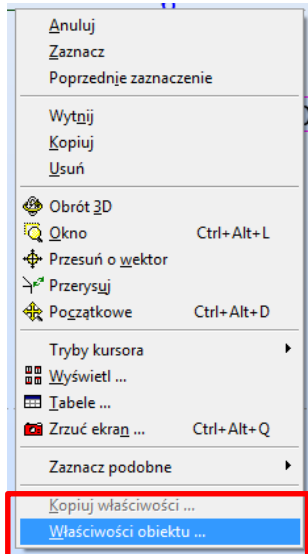 Anuluj
Zaznacz
Poprzednie zaznaczenie
Wytnij
Kopiuj
Usuń
Obrót 3D
Okno Ctrl+Alt+L
Przesuń o wektor
Przerysuj
Początkowe Ctrl+Alt+D
Tryby kursora
Wyświetl ...
Tabele ...
Zrzuć ekran ... Ctrl+Alt+Q
Zaznacz podobne
Kopiuj właściwości ...
Właściwości obiektu ...